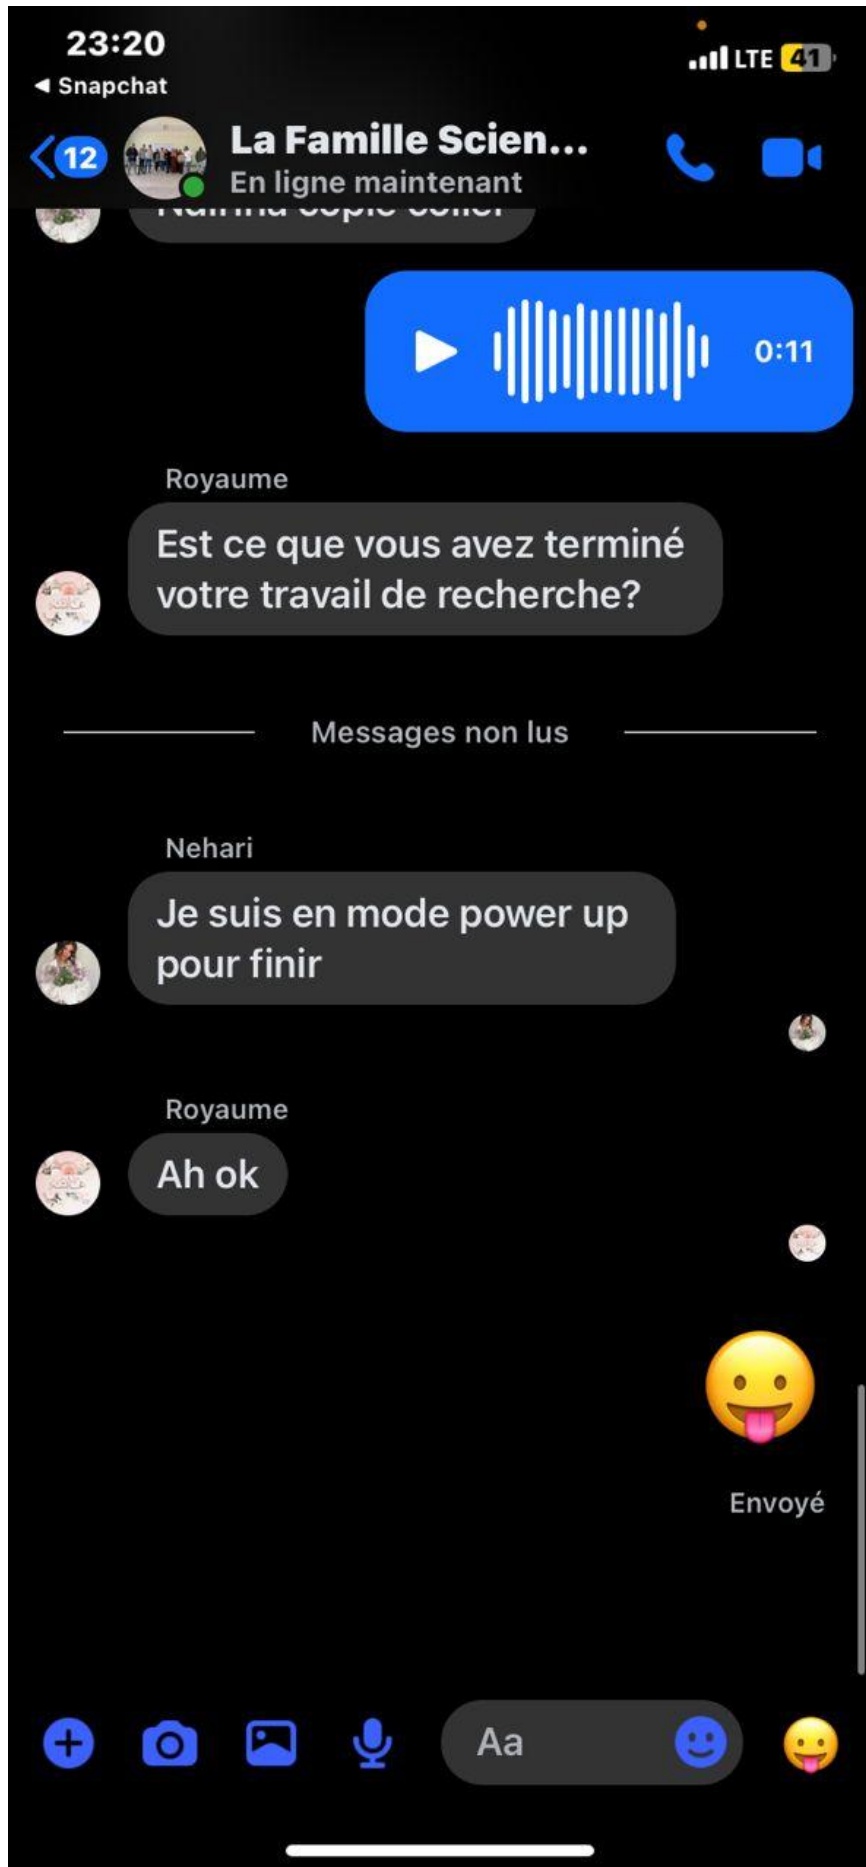 23:20
LTE 41
Snapchat
12
La Famille Scien...
En ligne maintenant
copie coller
0:11
Royaume
Est ce que vous avez terminé
votre travail de recherche?
Messages non lus
Nehari
Je suis en mode power up
pour finir
Royaume
Ah ok
Envoyé
Aa